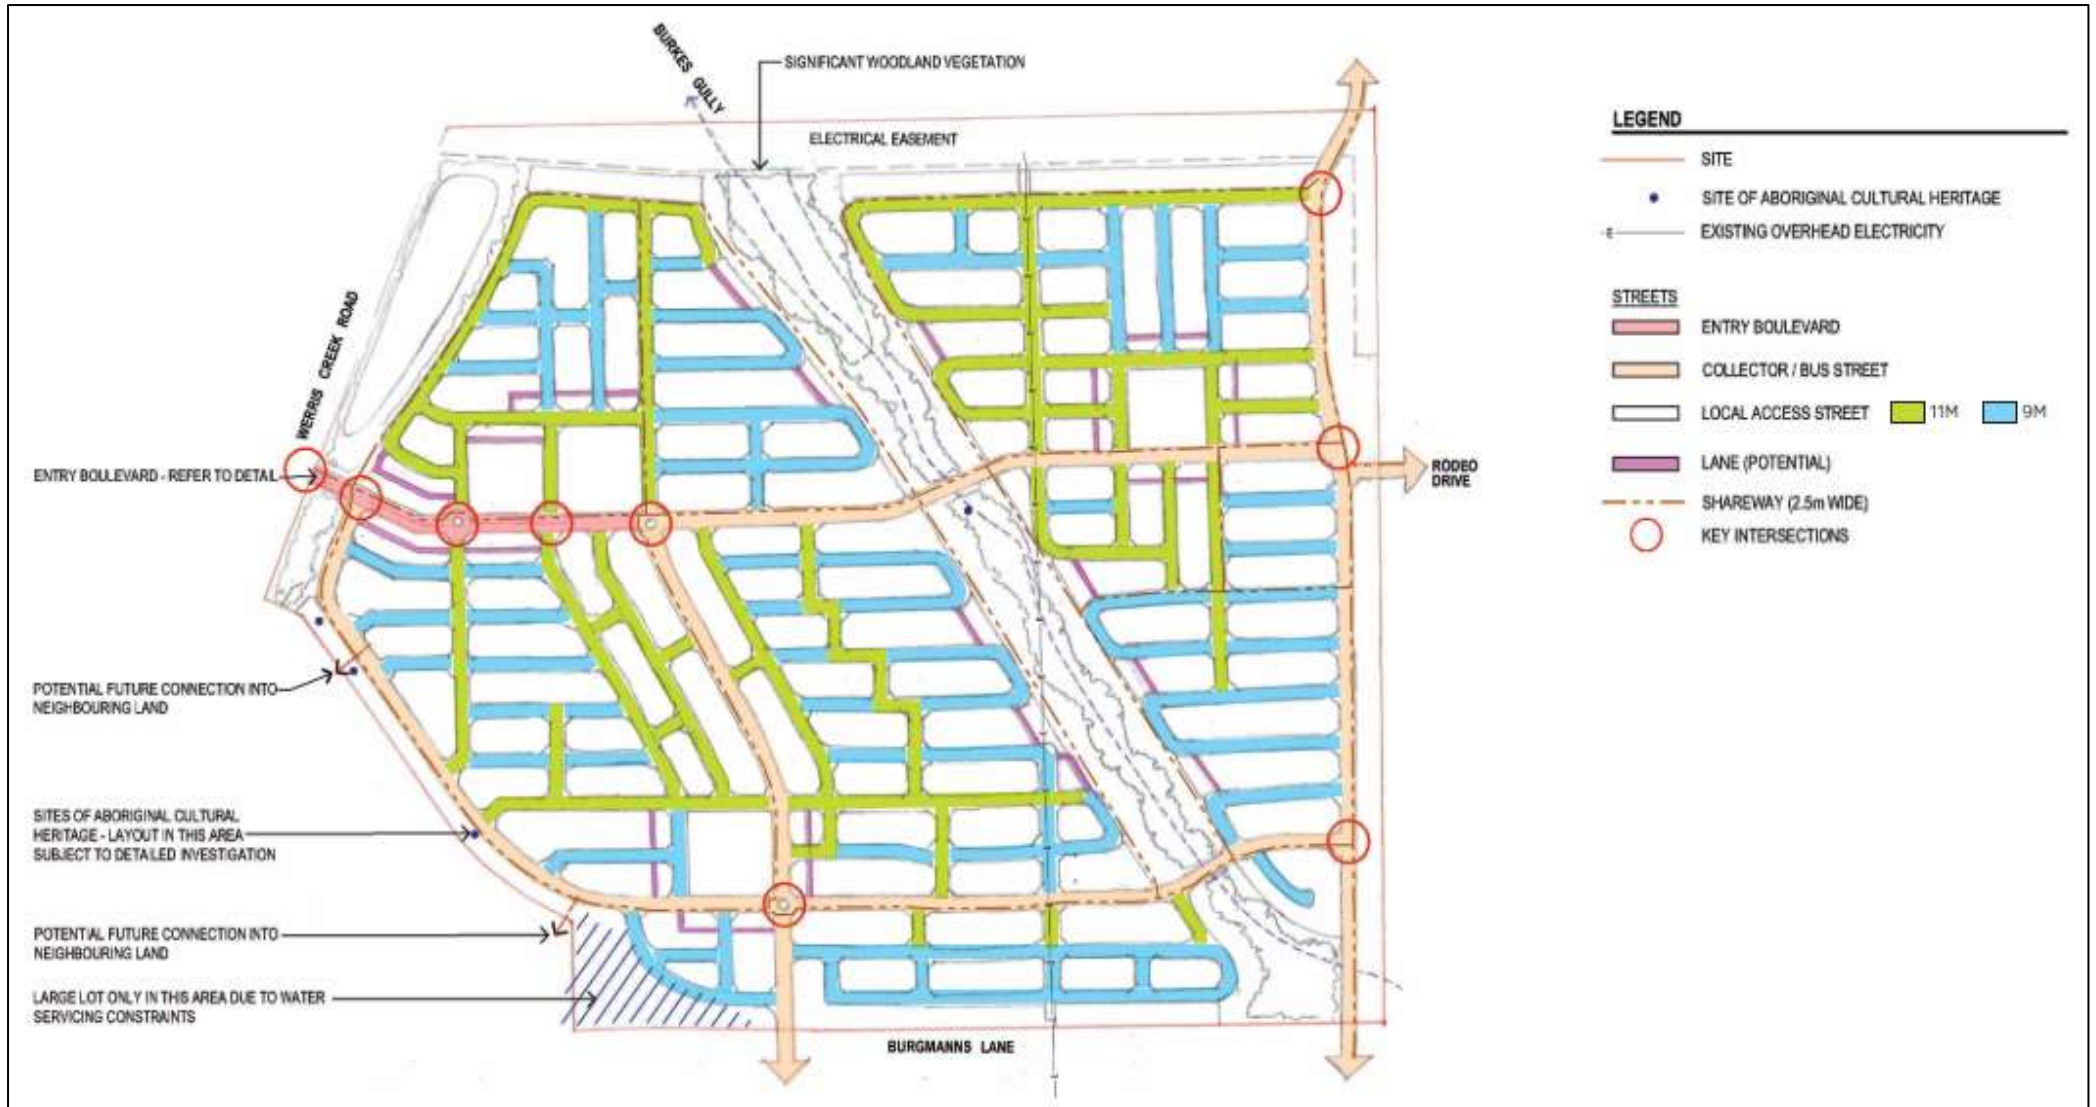 BURKES GULLY
SIGNIFICANT WOODLAND VEGETATION
ELECTRICAL EASEMENT
WERRIS CREEK ROAD
ENTRY BOULEVARD - REFER TO DETAIL
RODEO
DRIVE
POTENTIAL FUTURE CONNECTION INTO
NEIGHBOURING LAND
SITES OF ABORIGINAL CULTURAL
HERITAGE - LAYOUT IN THIS AREA
SUBJECT TO DETAILED INVESTIGATION
POTENTIAL FUTURE CONNECTION INTO
NEIGHBOURING LAND
LARGE LOT ONLY IN THIS AREA DUE TO WATER
SERVICING CONSTRAINTS
BURGMANNS LANE
LEGEND
SITE
SITE OF ABORIGINAL CULTURAL HERITAGE
E EXISTING OVERHEAD ELECTRICITY
STREETS
ENTRY BOULEVARD
COLLECTOR / BUS STREET
LOCAL ACCESS STREET 11M 9M
LANE (POTENTIAL)
SHAREWAY (2.5m WIDE)
KEY INTERSECTIONS